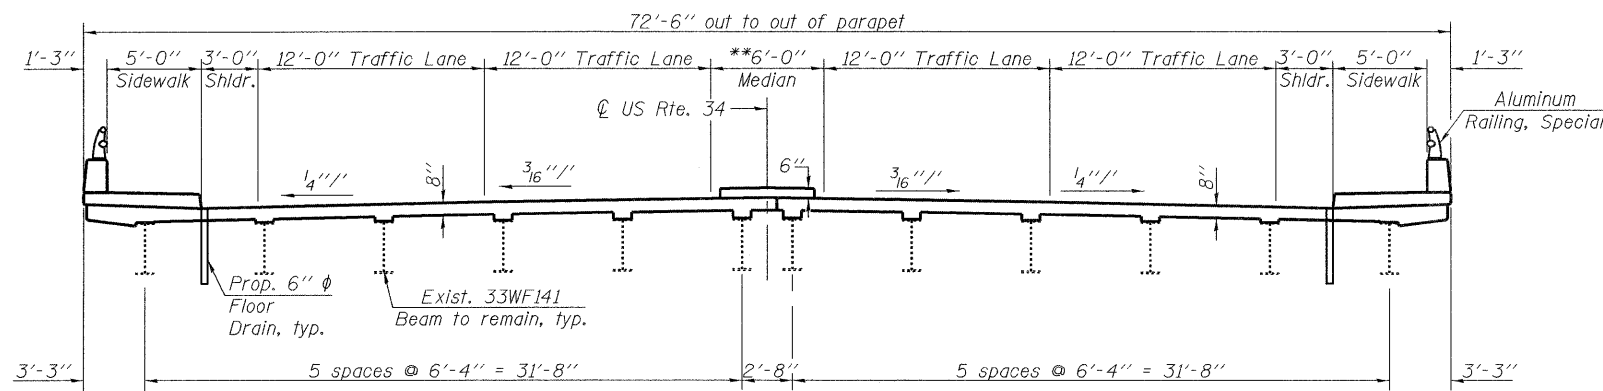 72'-6" out to out of parapet
1'-3" 5'-0" 3'-0" 12'-0" Traffic Lane 12'-0" Traffic Lane **6'-0" 12'-0" Traffic Lane 12'-0" Traffic Lane 3'-0" 5'-0" 1'-3"
Sidewalk Shldr. Median Shldr. Sidewalk
℄ US Rte. 34
Aluminum
Railing, Special
1/4"/' 8" 3/16"/' 6" 3/16"/' 1/4"/' 8"
Prop. 6" ϕ
Floor
Drain, typ.
Exist. 33WF141
Beam to remain, typ.
3'-3" 5 spaces @ 6'-4" = 31'-8" 2'-8" 5 spaces @ 6'-4" = 31'-8" 3'-3"